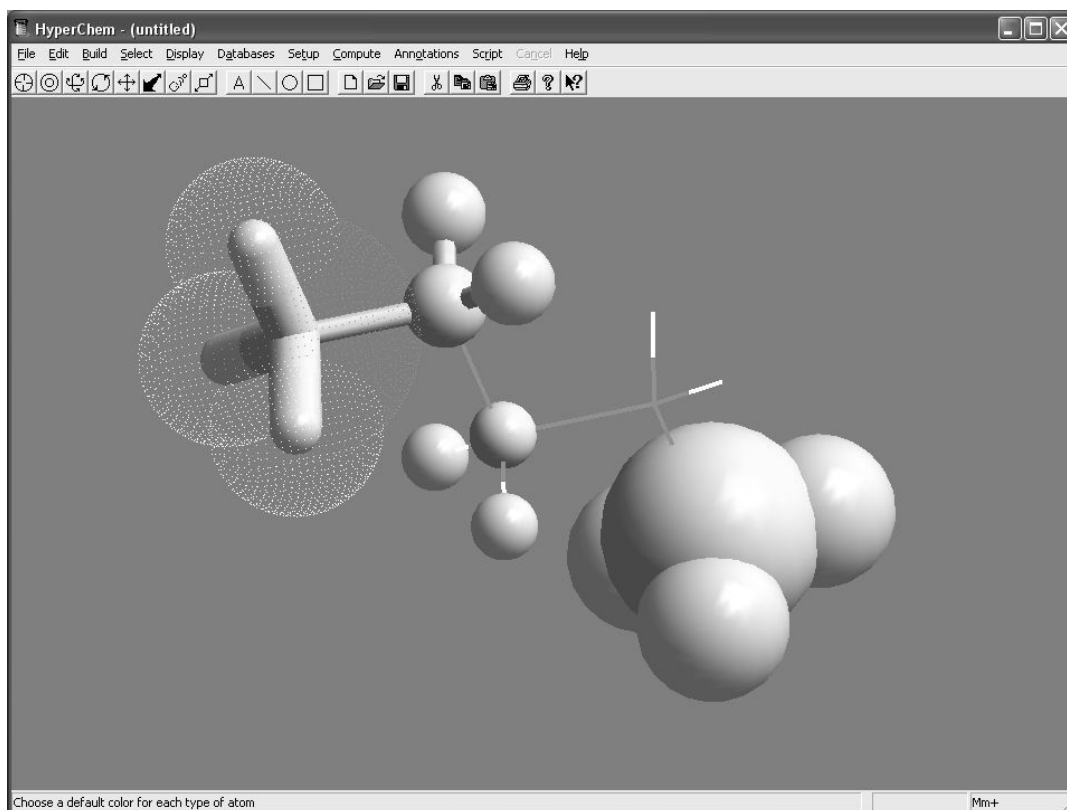 HyperChem - (untitled)
File Edit Build Select Display Databases Setup Compute Annotations Script Cancel Help
A
Choose a default color for each type of atom
Mm+